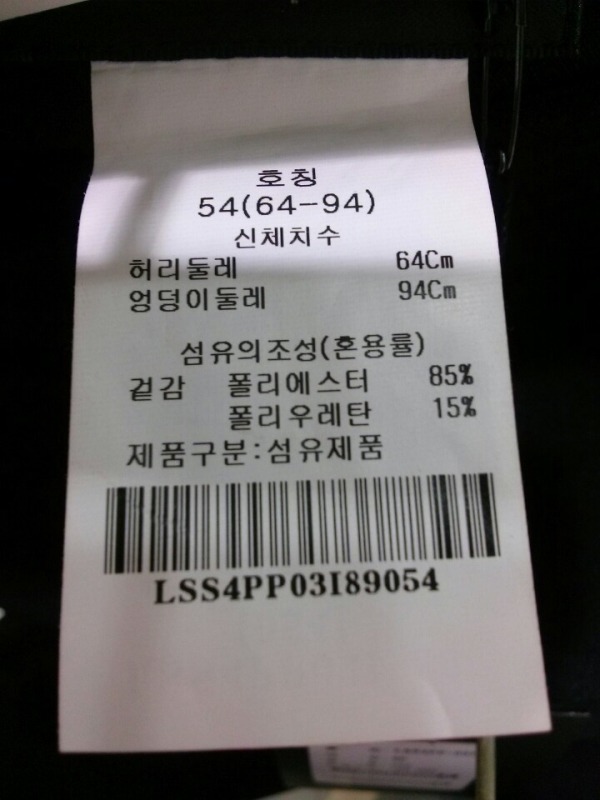 호칭
54(64-94)
신체치수
허리둘레 64Cm
엉덩이둘레 94Cm
섬유의조성(혼용률)
겉감 폴리에스터 85%
폴리우레탄 15%
제품구분:섬유제품
LSS4PP03I89054